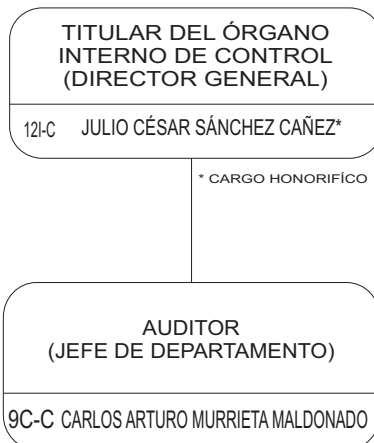 TITULAR DEL ÓRGANO
INTERNO DE CONTROL
(DIRECTOR GENERAL)
12I-C JULIO CÉSAR SÁNCHEZ CAÑEZ*
* CARGO HONORIFÍCO
AUDITOR
(JEFE DE DEPARTAMENTO)
9C-C CARLOS ARTURO MURRIETA MALDONADO